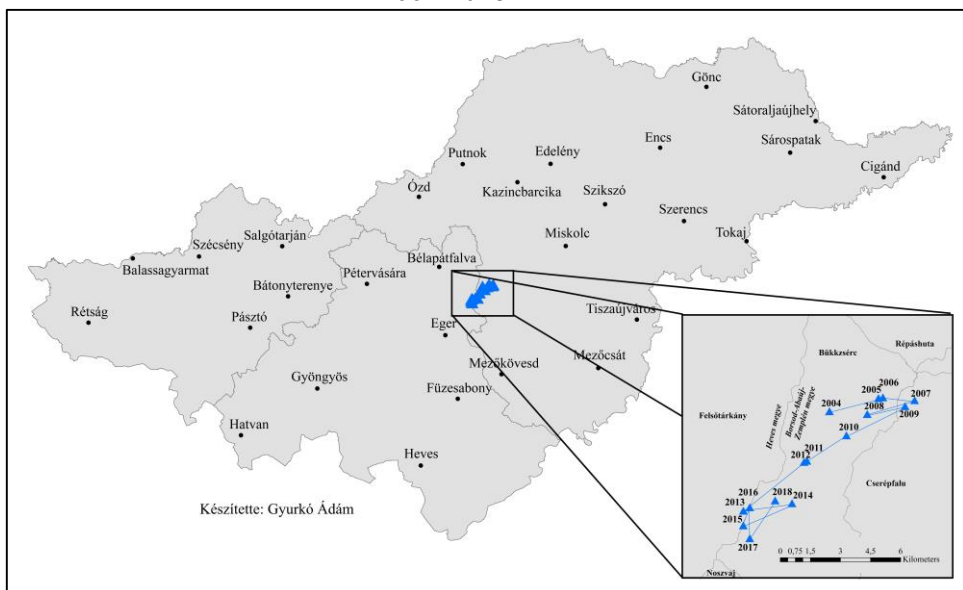 Gönc
Sátoraljaújhely
Encs
Sárospatak
Putnok
Edelény
Cigánd
Ózd
Kazincbarcika
Szikszó
Szerencs
Tokaj
Miskolc
Salgótarján
Szécsény
Balassagyarmat
Bélapátfalva
Pétervására
Bátonyterenye
Rétság
Pásztó
Tiszaújváros
Eger
Mezőkövesd
Mezőcsát
Gyöngyös
Füzesabony
Hatvan
Heves
Készítette: Gyurkó Ádám
Répáshuta
Bükkzsérc
Felsőtárkány
Heves megye
Borsod-Abaúj-
Zemplén megye
2006
2005
2007
2004
2008
2009
2010
2011
2012
Cserépfalu
2016
2018
2014
2013
2015
2017
Noszvaj
0 0,75 1,5 3 4,5 6
Kilometers